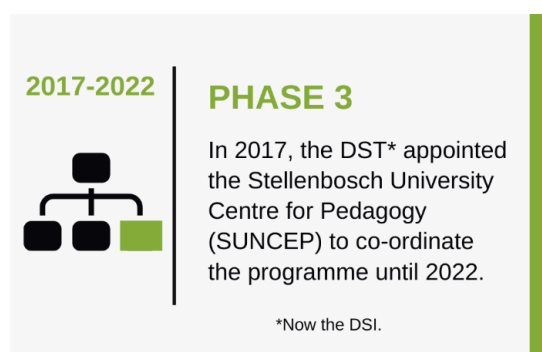 2017-2022
PHASE 3
In 2017, the DST* appointed
the Stellenbosch University
Centre for Pedagogy
(SUNCEP) to co-ordinate
the programme until 2022.
*Now the DSI.